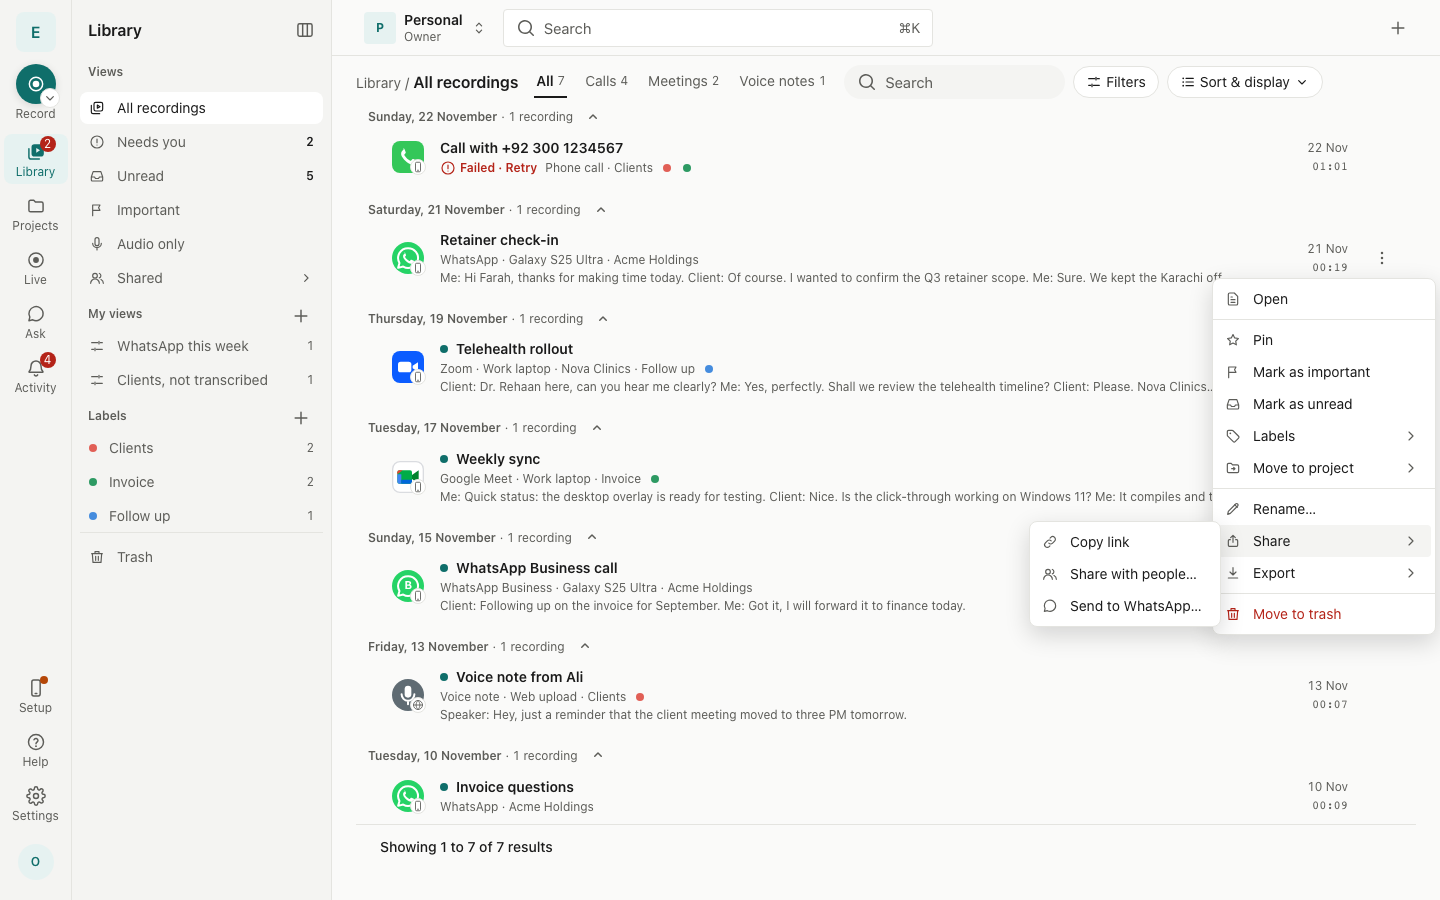 E
Record
2
Library
Projects
Live
Ask
4
Activity
Setup
Help
Settings
O
Library
Views
All recordings
Needs you 2
Unread 5
Important
Audio only
Shared
My views
WhatsApp this week 1
Clients, not transcribed 1
Labels
Clients 2
Invoice 2
Follow up 1
Trash
P
Personal
Owner
Search ⌘K
Library / All recordings
All 7 Calls 4 Meetings 2 Voice notes 1
Search
Filters
Sort & display
Sunday, 22 November · 1 recording
Call with +92 300 1234567
Failed · Retry Phone call · Clients
22 Nov
01:01
Saturday, 21 November · 1 recording
Retainer check-in
WhatsApp · Galaxy S25 Ultra · Acme Holdings
Me: Hi Farah, thanks for making time today. Client: Of course. I wanted to confirm the Q3 retainer scope. Me: Sure. We kept the Karachi off
21 Nov
00:19
Thursday, 19 November · 1 recording
Telehealth rollout
Zoom · Work laptop · Nova Clinics · Follow up
Client: Dr. Rehaan here, can you hear me clearly? Me: Yes, perfectly. Shall we review the telehealth timeline? Client: Please. Nova Clinics...
Tuesday, 17 November · 1 recording
Weekly sync
Google Meet · Work laptop · Invoice
Me: Quick status: the desktop overlay is ready for testing. Client: Nice. Is the click-through working on Windows 11? Me: It compiles and t
Sunday, 15 November · 1 recording
B
WhatsApp Business call
WhatsApp Business · Galaxy S25 Ultra · Acme Holdings
Client: Following up on the invoice for September. Me: Got it, I will forward it to finance today.
Friday, 13 November · 1 recording
Voice note from Ali
Voice note · Web upload · Clients
Speaker: Hey, just a reminder that the client meeting moved to three PM tomorrow.
13 Nov
00:07
Tuesday, 10 November · 1 recording
Invoice questions
WhatsApp · Acme Holdings
10 Nov
00:09
Showing 1 to 7 of 7 results
Open
Pin
Mark as important
Mark as unread
Labels
Move to project
Rename...
Share
Export
Move to trash
Copy link
Share with people...
Send to WhatsApp...